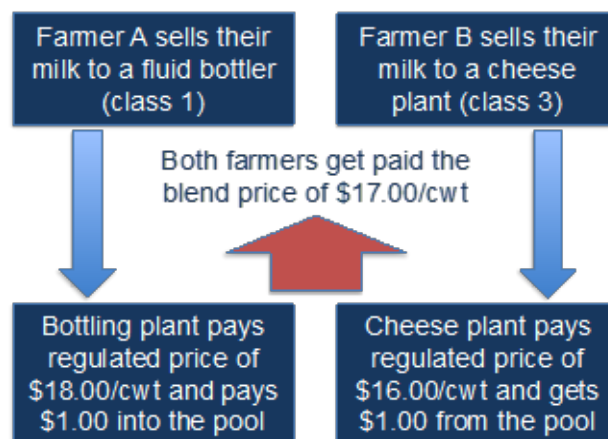 Farmer A sells their
milk to a fluid bottler
(class 1)
Farmer B sells their
milk to a cheese
plant (class 3)
Both farmers get paid the
blend price of $17.00/cwt
Bottling plant pays
regulated price of
$18.00/cwt and pays
$1.00 into the pool
Cheese plant pays
regulated price of
$16.00/cwt and gets
$1.00 from the pool